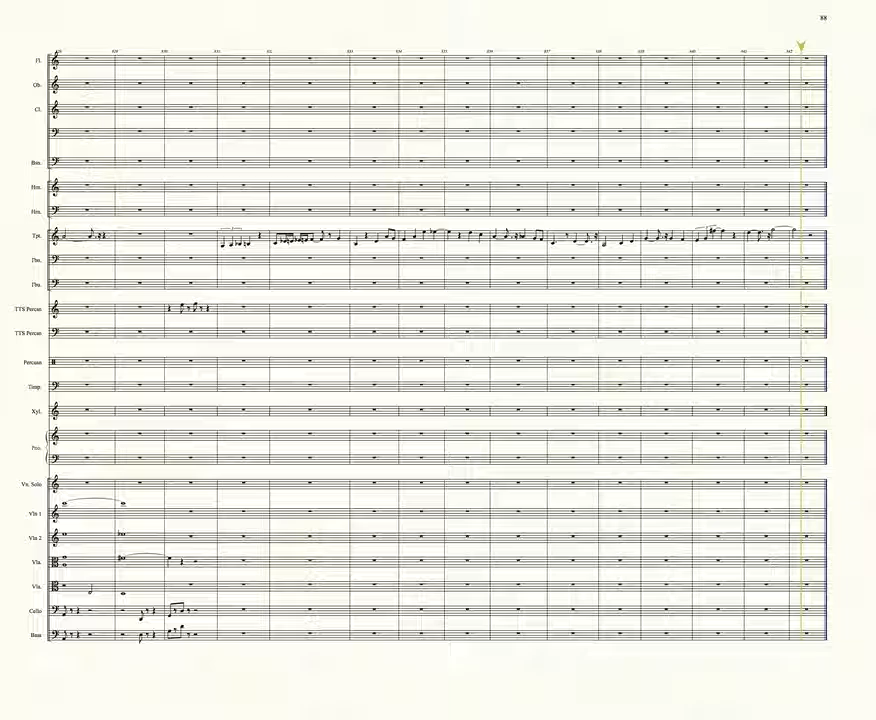 88
Fl.
Ob.
Cl.
Bsn.
Hrn.
Hrn.
Tpt.
Tbn.
Tba.
TTS Percus
TTS Percus
Percuss
Timp.
Xyl.
Pno.
Vn. Solo
Vln 1
Vln 2
Vla.
Vla.
Cello
Bass